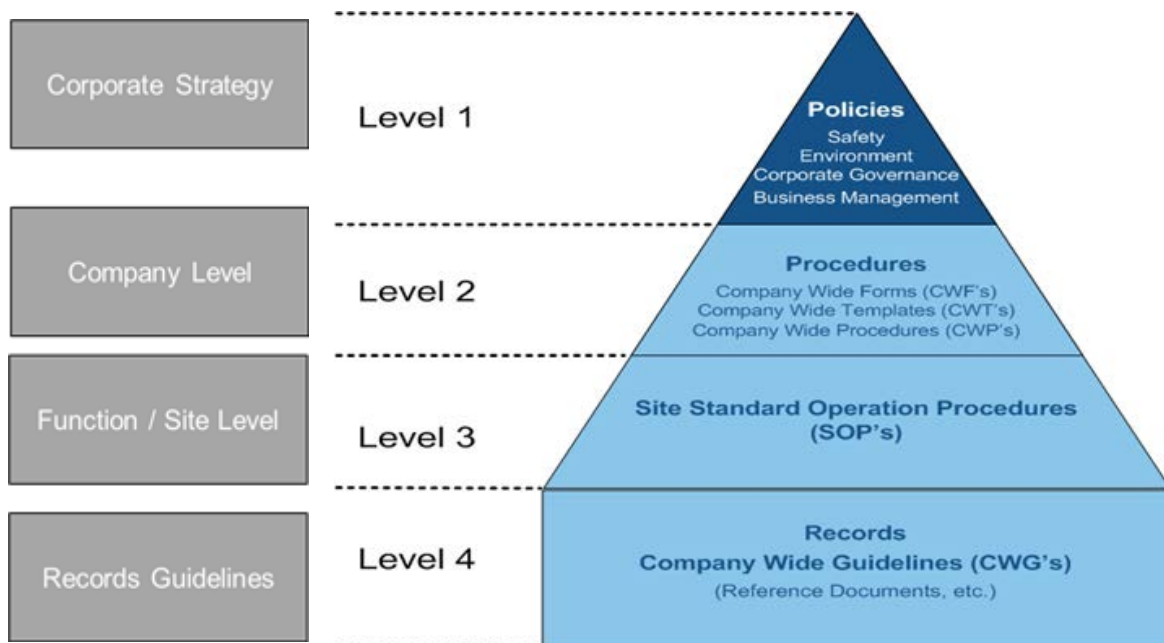 Corporate Strategy
Level 1
Policies
Safety
Environment
Corporate Governance
Business Management
Company Level
Level 2
Procedures
Company Wide Forms (CWF's)
Company Wide Templates (CWT's)
Company Wide Procedures (CWP's)
Function / Site Level
Level 3
Site Standard Operation Procedures
(SOP's)
Records Guidelines
Level 4
Records
Company Wide Guidelines (CWG's)
(Reference Documents, etc.)